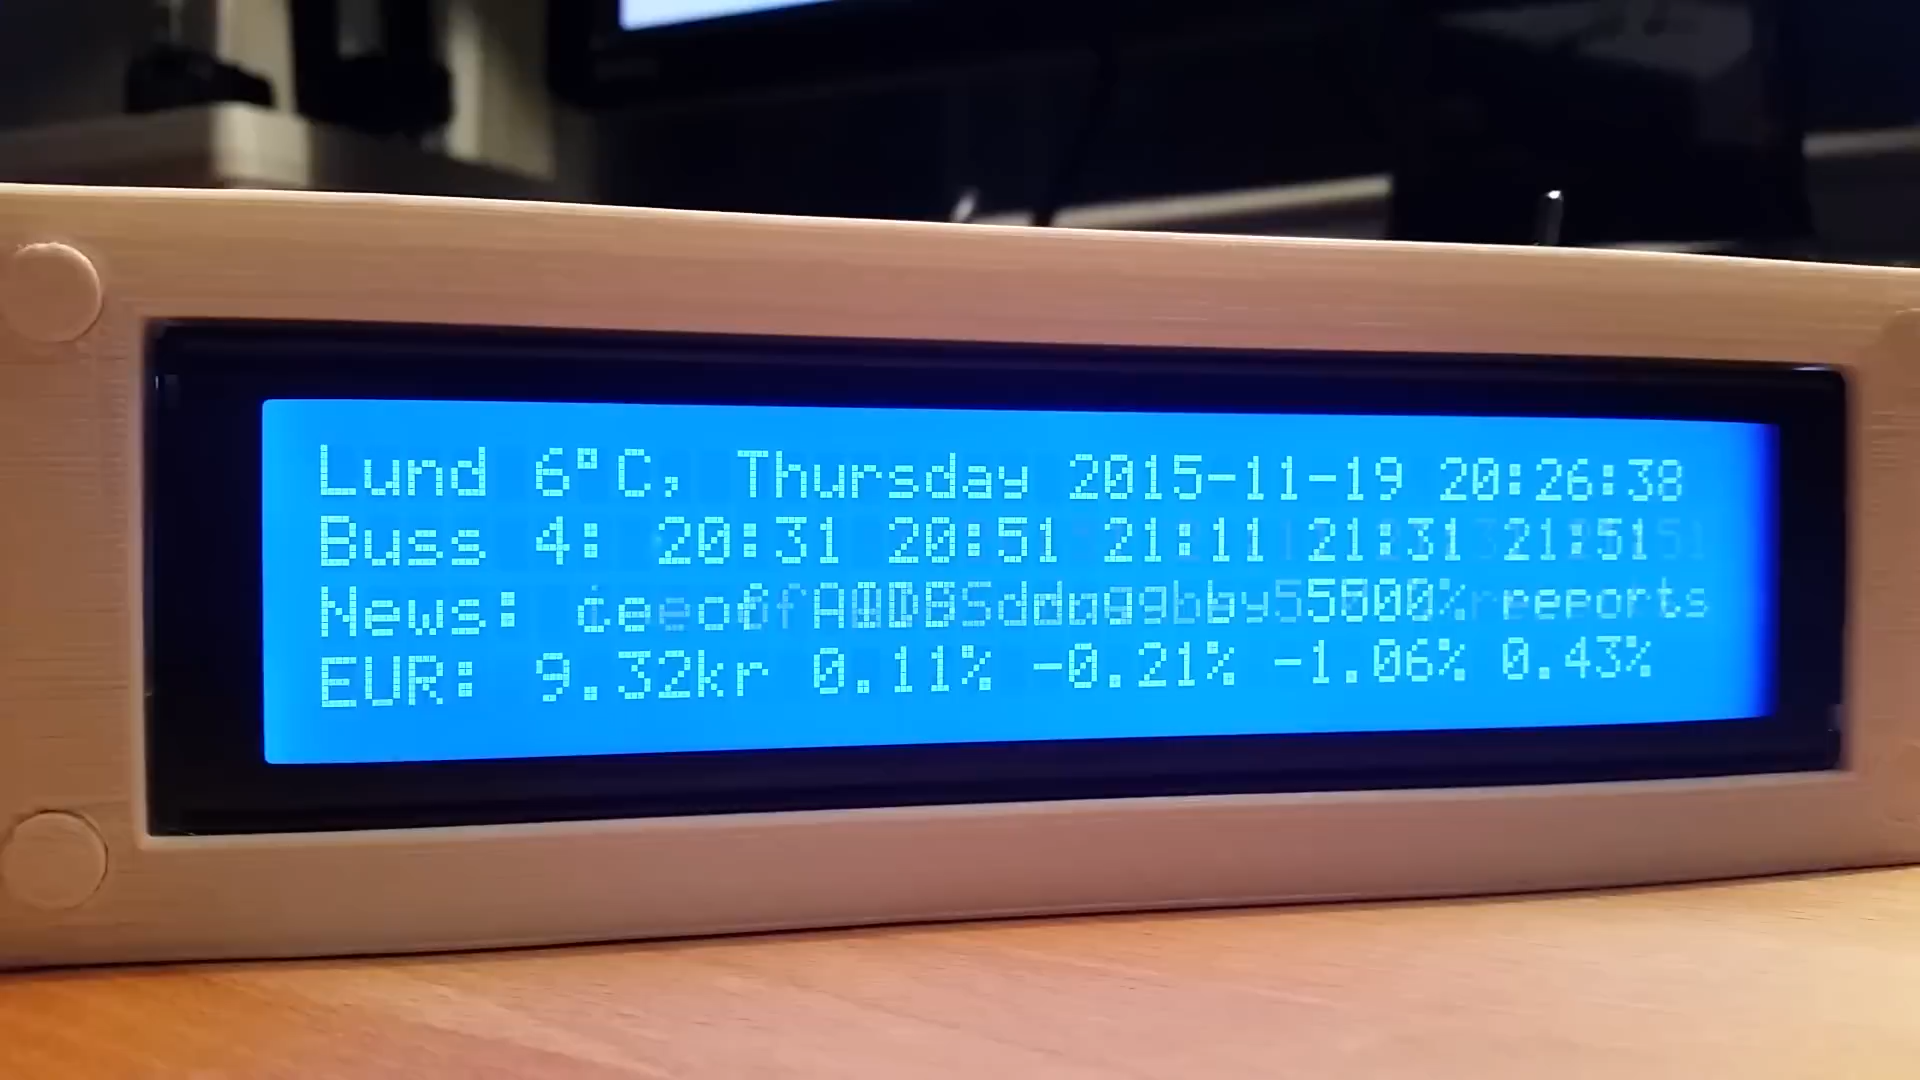 Lund 6°C, Thursday 2015-11-19 20:26:38
Buss 4: 20:31 20:51 21:11 21:31 21:51
News: reports
EUR: 9.32kr 0.11% -0.21% -1.06% 0.43%